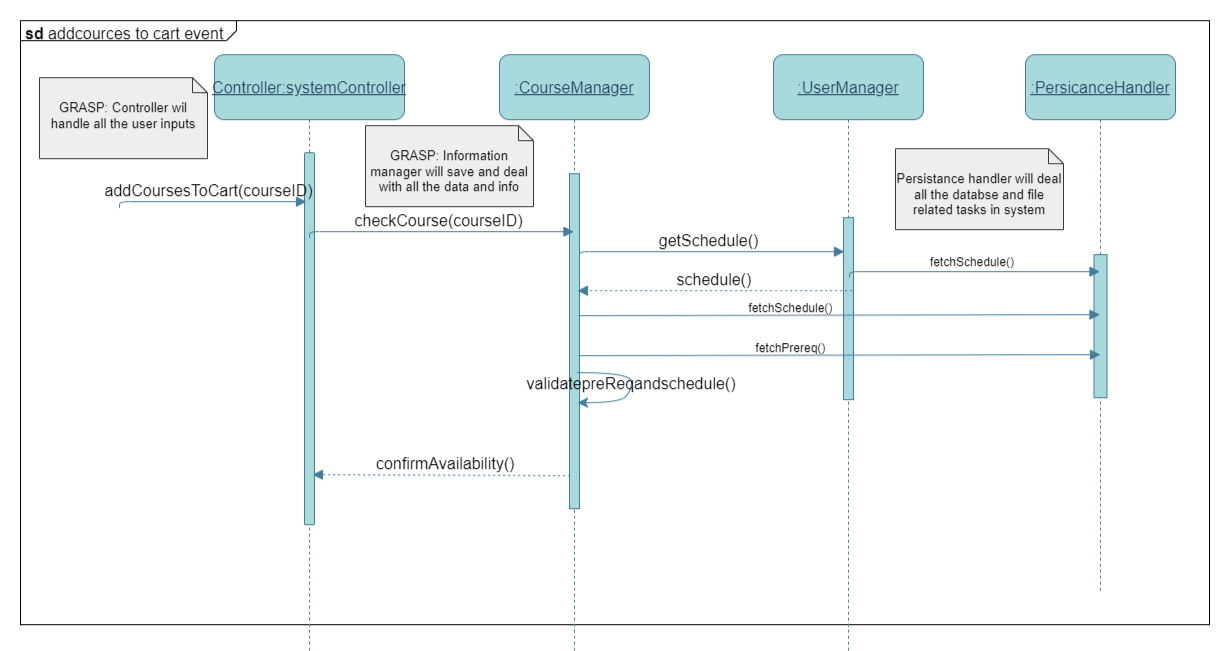 sd addcources to cart event
Controller:systemController
:CourseManager
:UserManager
:PersicanceHandler
GRASP: Controller wil
handle all the user inputs
GRASP: Information
manager will save and deal
with all the data and info
Persistance handler will deal
all the databse and file
related tasks in system
addCoursesToCart(courseID)
checkCourse(courseID)
getSchedule()
fetchSchedule()
schedule()
fetchSchedule()
fetchPrereq()
validatepreReqandschedule()
confirmAvailability()